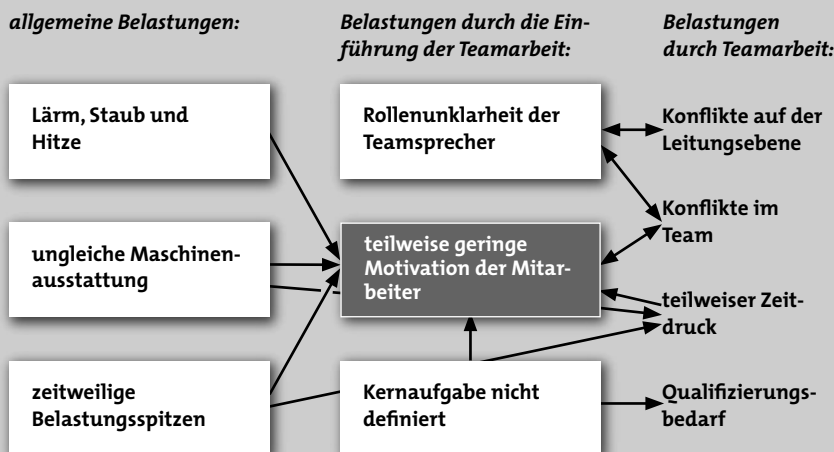 allgemeine Belastungen:
Belastungen durch die Ein-
führung der Teamarbeit:
Belastungen
durch Teamarbeit:
Lärm, Staub und
Hitze
Rollenunklarheit der
Teamsprecher
Konflikte auf der
Leitungsebene
Konflikte im
Team
ungleiche Maschinen-
ausstattung
teilweise geringe
Motivation der Mitar-
beiter
teilweiser Zeit-
druck
zeitweilige
Belastungsspitzen
Kernaufgabe nicht
definiert
Qualifizierungs-
bedarf